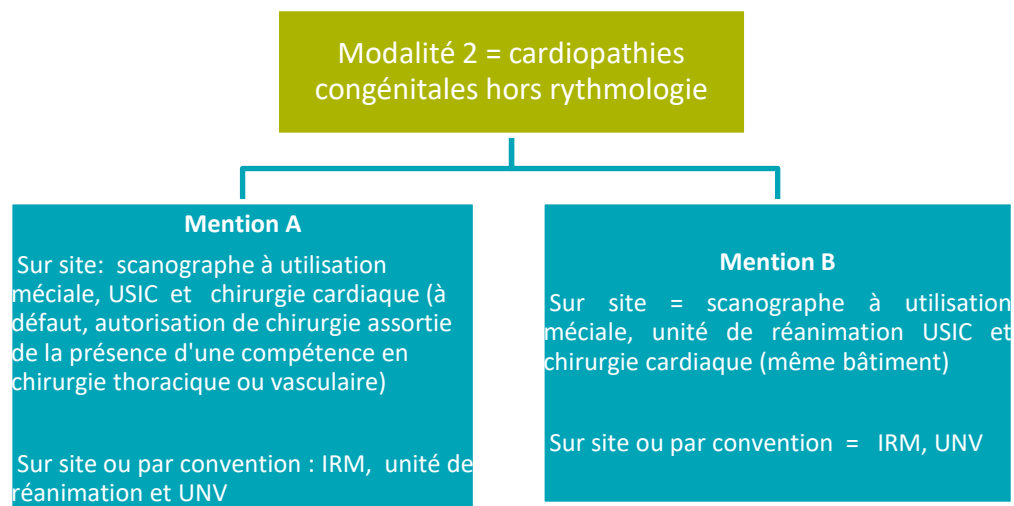 Modalité 2 = cardiopathies
congénitales hors rythmologie
Mention A
Sur site: scanographe à utilisation
méciale, USIC et chirurgie cardiaque (à
défaut, autorisation de chirurgie assortie
de la présence d'une compétence en
chirurgie thoracique ou vasculaire)
Sur site ou par convention : IRM, unité de
réanimation et UNV
Mention B
Sur site = scanographe à utilisation
méciale, unité de réanimation USIC et
chirurgie cardiaque (même bâtiment)
Sur site ou par convention = IRM, UNV